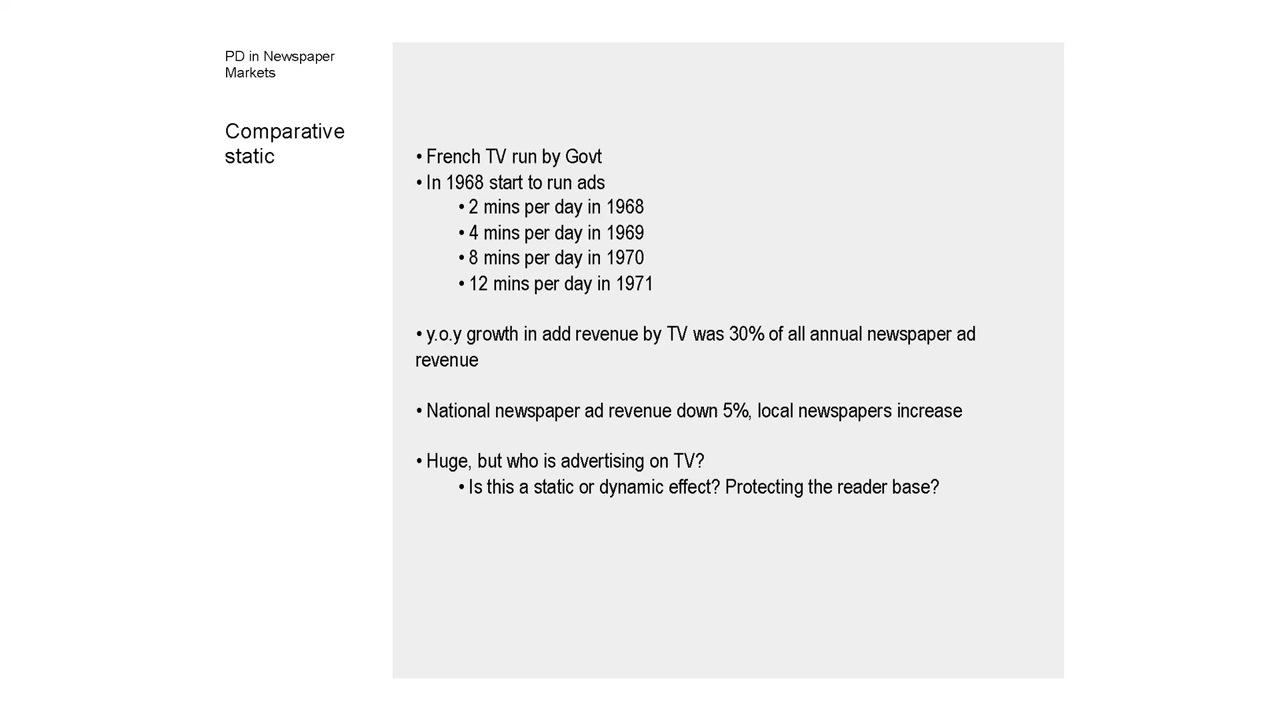 PD in Newspaper
Markets
Comparative
static
• French TV run by Govt
• In 1968 start to run ads
• 2 mins per day in 1968
• 4 mins per day in 1969
• 8 mins per day in 1970
• 12 mins per day in 1971
• y.o.y growth in add revenue by TV was 30% of all annual newspaper ad
revenue
• National newspaper ad revenue down 5%, local newspapers increase
• Huge, but who is advertising on TV?
• Is this a static or dynamic effect? Protecting the reader base?